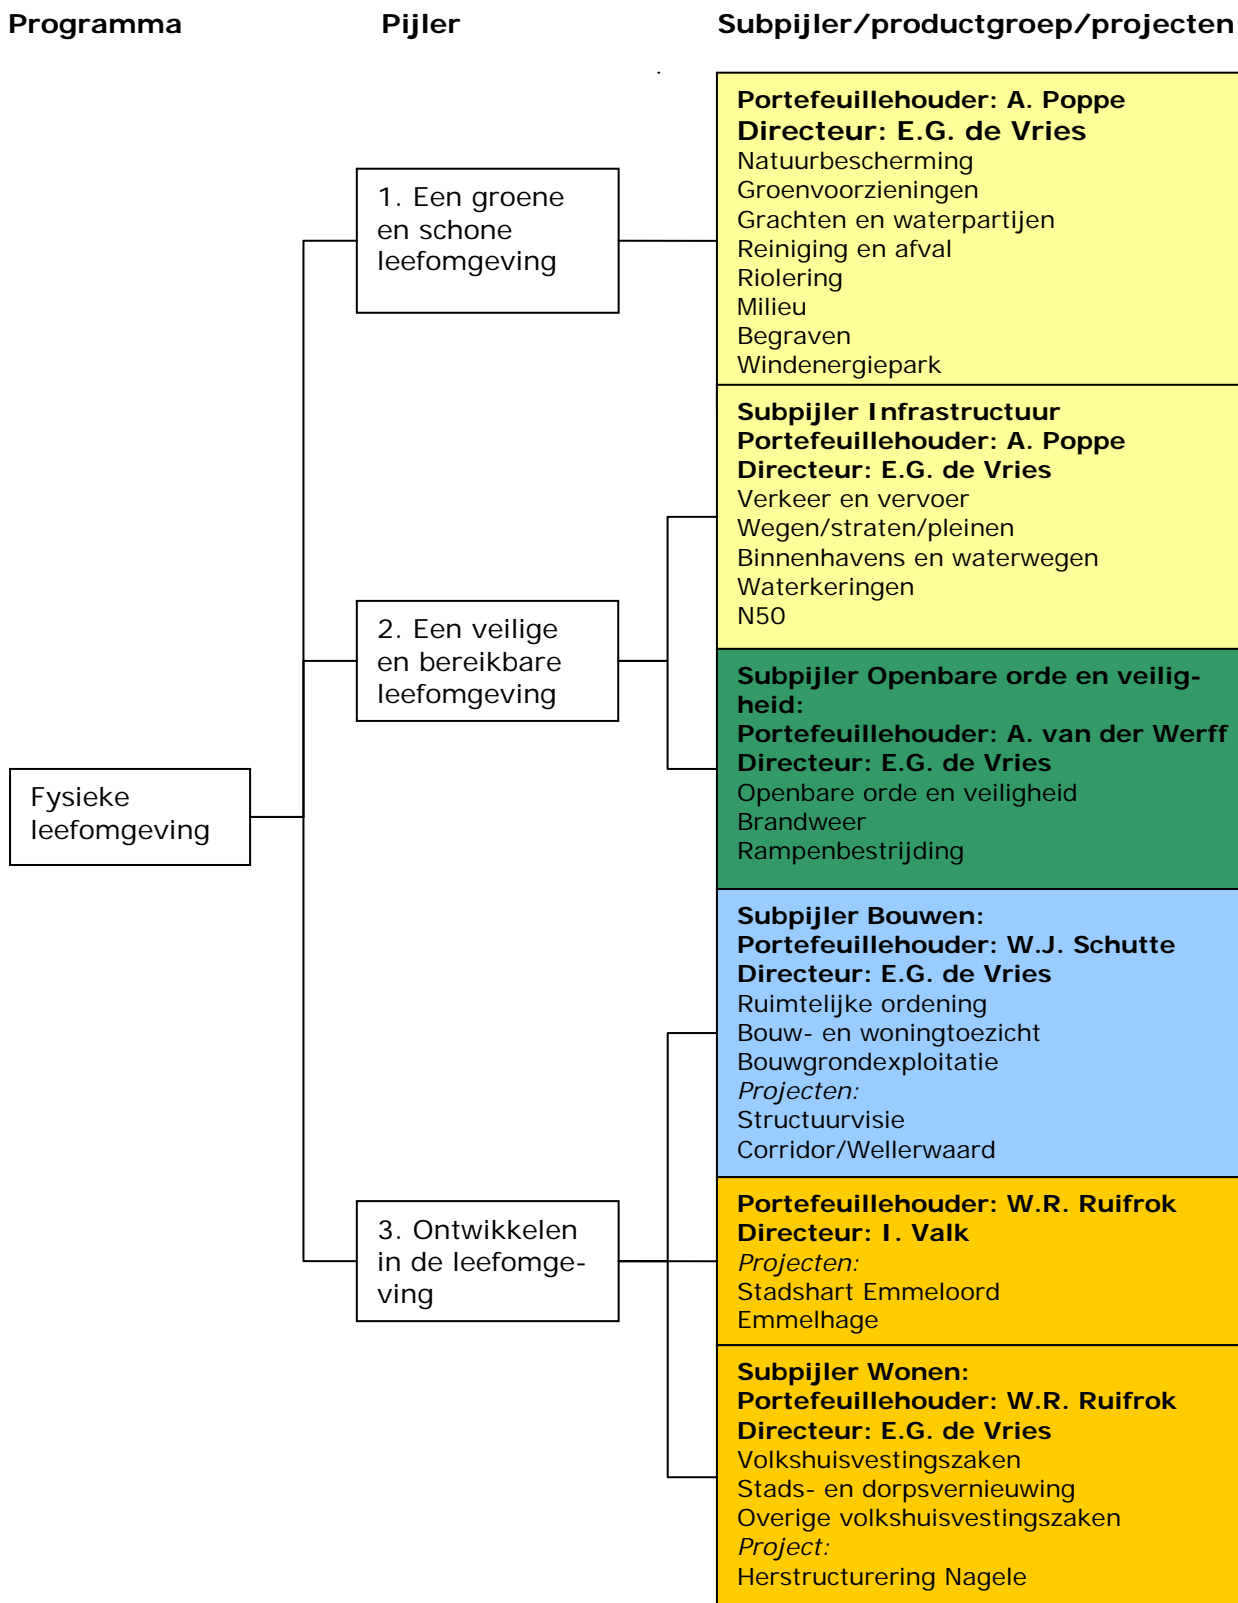 Programma
Pijler
Subpijler/productgroep/projecten
Fysieke
leefomgeving
1. Een groene
en schone
leefomgeving
2. Een veilige
en bereikbare
leefomgeving
3. Ontwikkelen
in de leefomge-
ving
Portefeuillehouder: A. Poppe
Directeur: E.G. de Vries
Natuurbescherming
Groenvoorzieningen
Grachten en waterpartijen
Reiniging en afval
Riolering
Milieu
Begraven
Windenergiepark
Subpijler Infrastructuur
Portefeuillehouder: A. Poppe
Directeur: E.G. de Vries
Verkeer en vervoer
Wegen/straten/pleinen
Binnenhavens en waterwegen
Waterkeringen
N50
Subpijler Openbare orde en veilig-
heid:
Portefeuillehouder: A. van der Werff
Directeur: E.G. de Vries
Openbare orde en veiligheid
Brandweer
Rampenbestrijding
Subpijler Bouwen:
Portefeuillehouder: W.J. Schutte
Directeur: E.G. de Vries
Ruimtelijke ordening
Bouw- en woningtoezicht
Bouwgrondexploitatie
Projecten:
Structuurvisie
Corridor/Wellerwaard
Portefeuillehouder: W.R. Ruifrok
Directeur: I. Valk
Projecten:
Stadshart Emmeloord
Emmelhage
Subpijler Wonen:
Portefeuillehouder: W.R. Ruifrok
Directeur: E.G. de Vries
Volkshuisvestingszaken
Stads- en dorpsvernieuwing
Overige volkshuisvestingszaken
Project:
Herstructurering Nagele